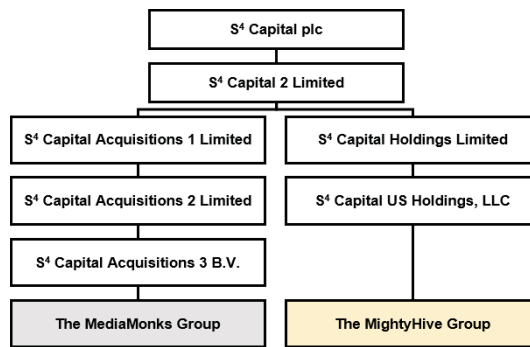 S⁴ Capital plc
S⁴ Capital 2 Limited
S⁴ Capital Acquisitions 1 Limited
S⁴ Capital Holdings Limited
S⁴ Capital Acquisitions 2 Limited
S⁴ Capital US Holdings, LLC
S⁴ Capital Acquisitions 3 B.V.
The MediaMonks Group
The MightyHive Group